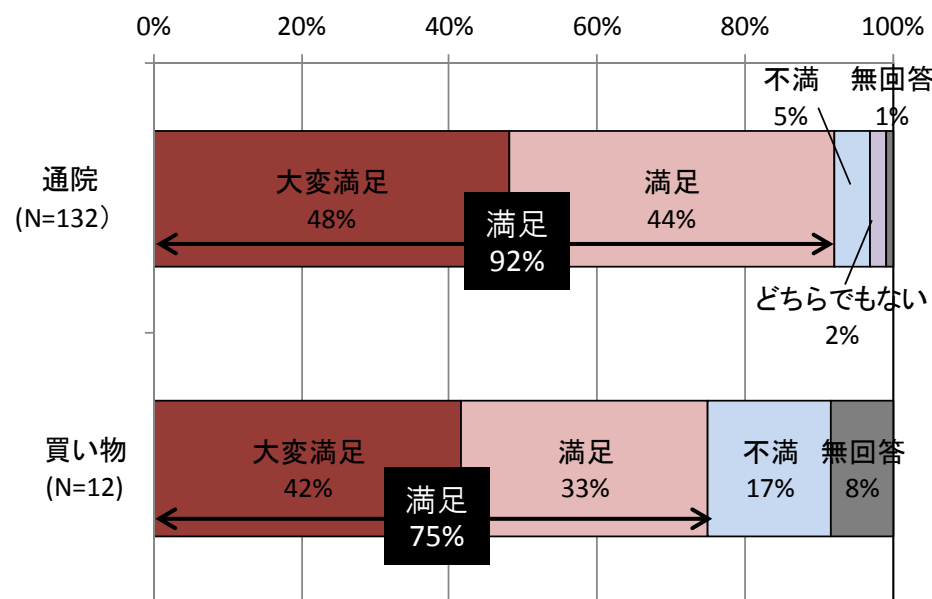 0% 20% 40% 60% 80% 100%
不満 無回答
5% 1%
通院
(N=132）
大変満足
48%
満足
92%
満足
44%
どちらでもない
2%
買い物
(N=12)
大変満足
42%
満足
75%
満足
33%
不満
17%
無回答
8%